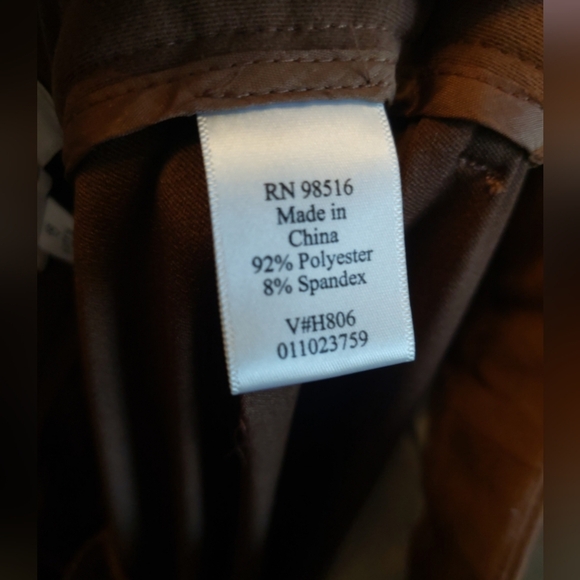 RN 98516
Made in
China
92% Polyester
8% Spandex
V#H806
011023759